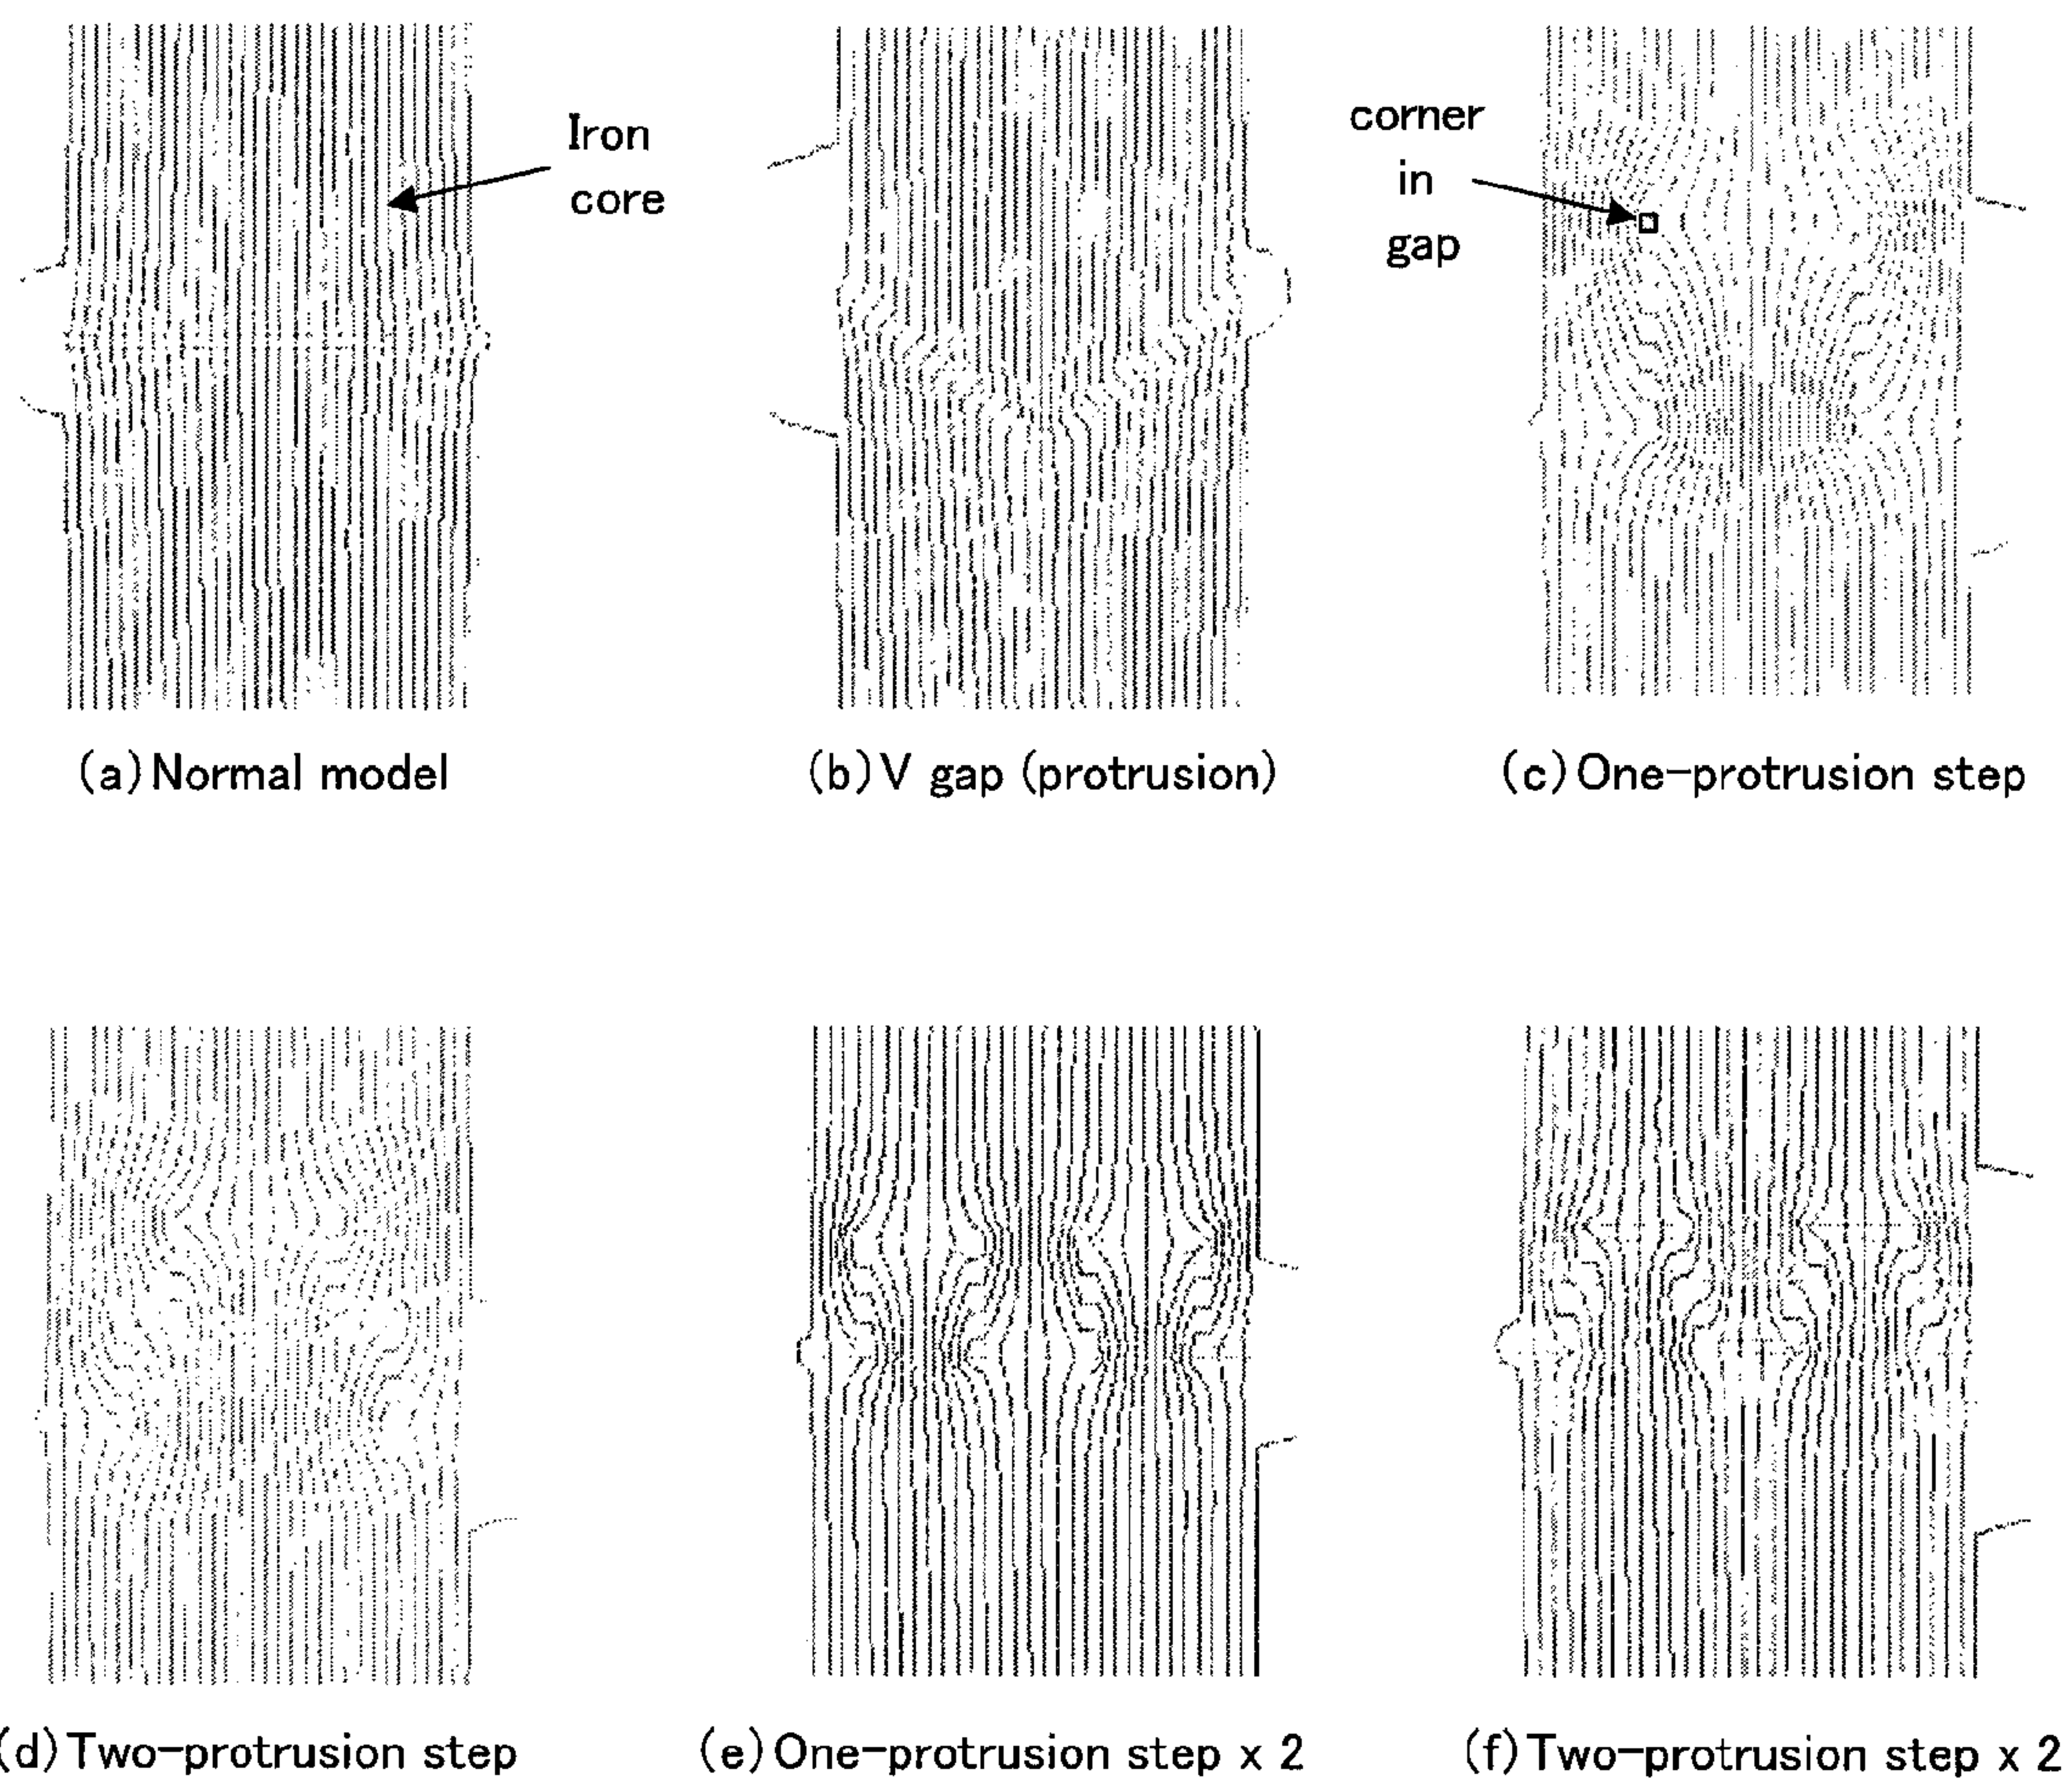 Iron
core
corner
in
gap
(a)Normal model
(b)V gap (protrusion)
(c)One-protrusion step
(d)Two-protrusion step
(e)One-protrusion step x 2
(f)Two-protrusion step x 2